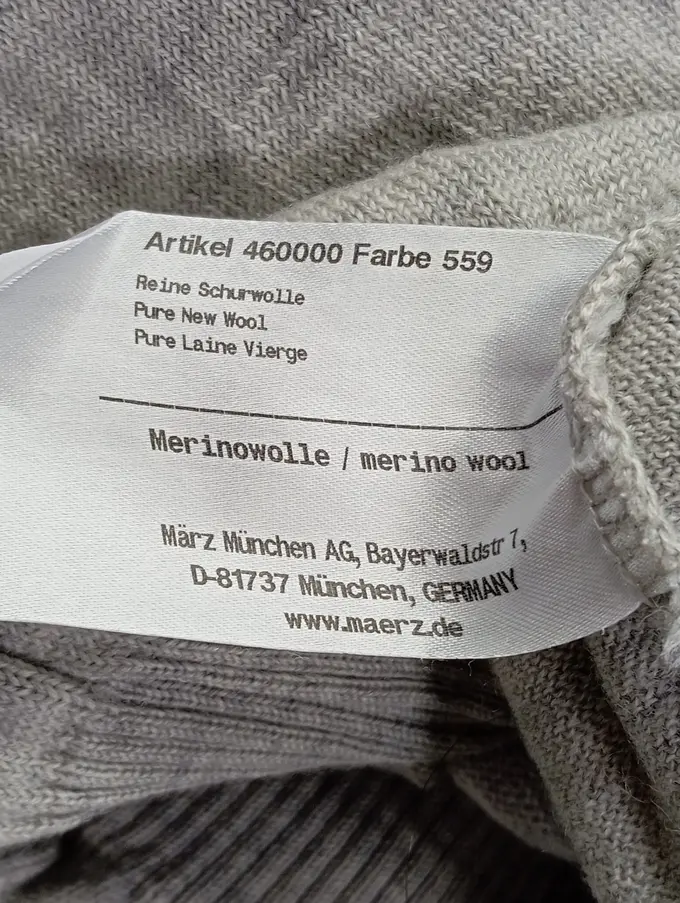 Artikel 460000 Farbe 559
Reine Schurwolle
Pure New Wool
Pure Laine Vierge
Merinowolle / merino wool
März München AG, Bayerwaldstr 7,
D-81737 München, GERMANY
www.maerz.de